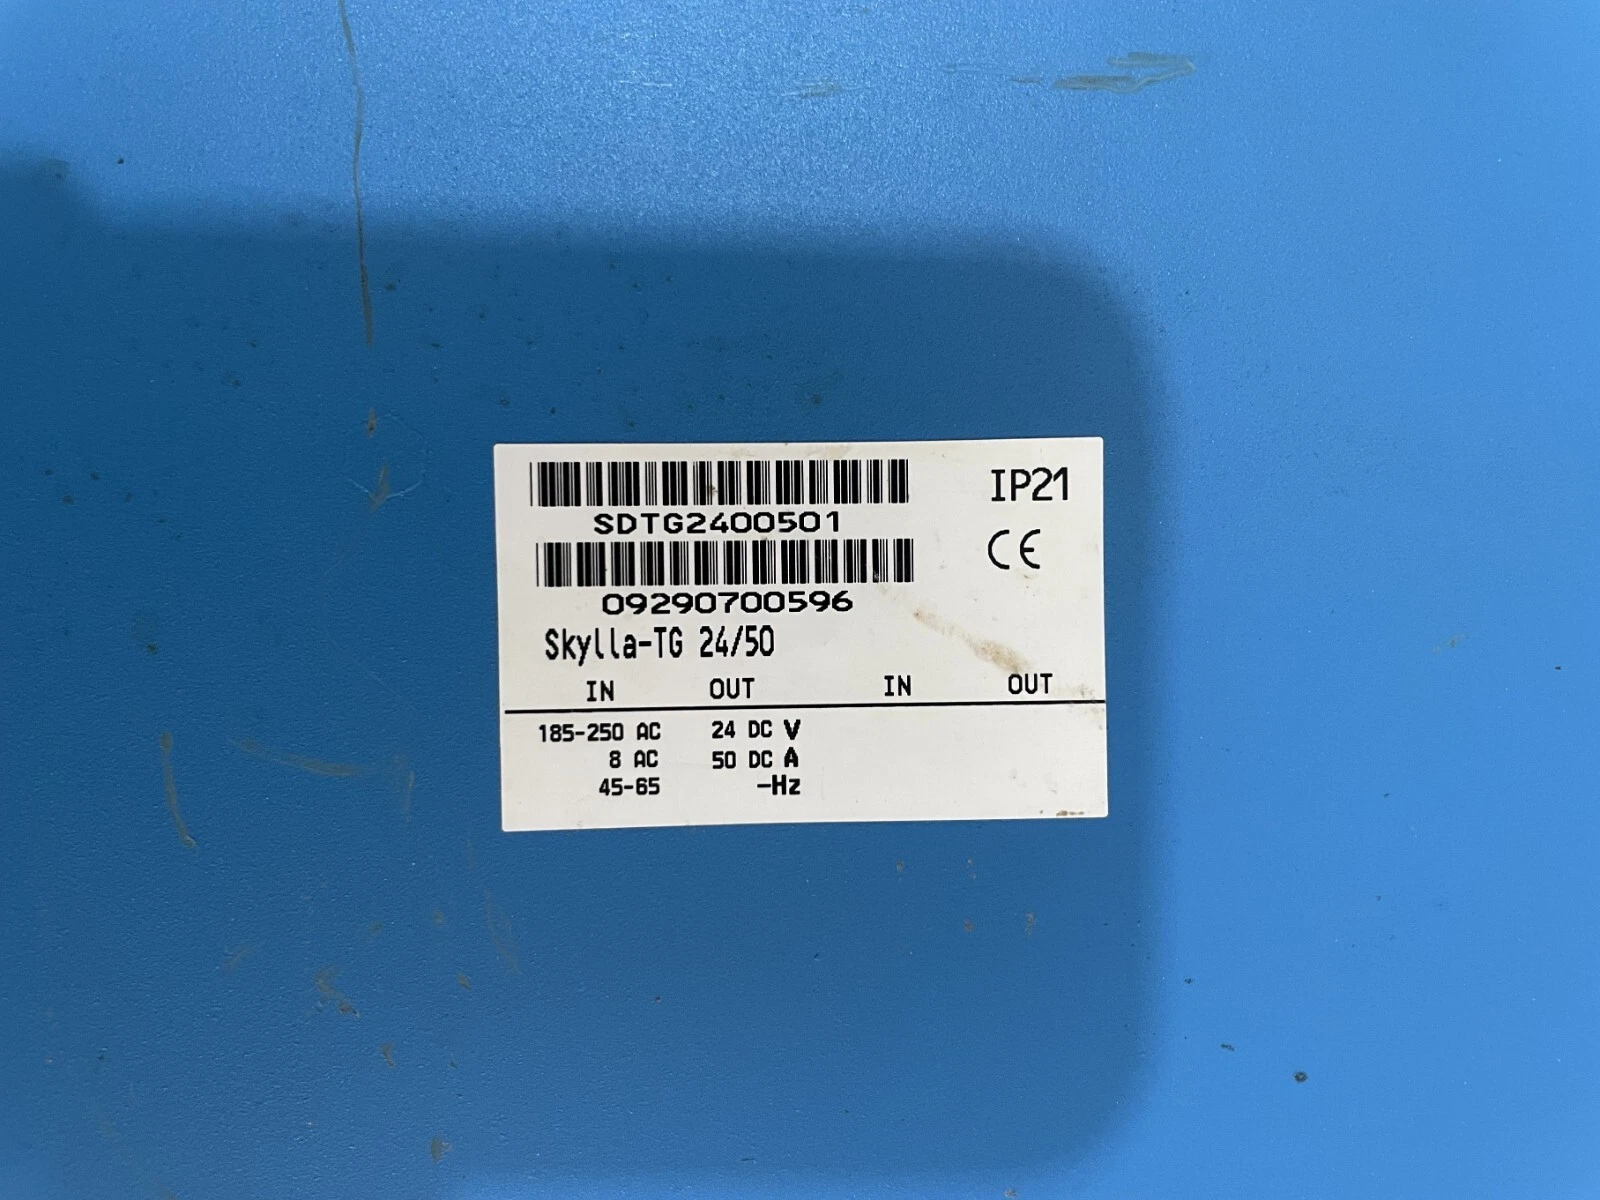 IP21
SDTG2400501
CE
09290700596
Skylla-TG 24/50
IN OUT IN OUT
185-250 AC 24 DC V
8 AC 50 DC A
45-65 -Hz